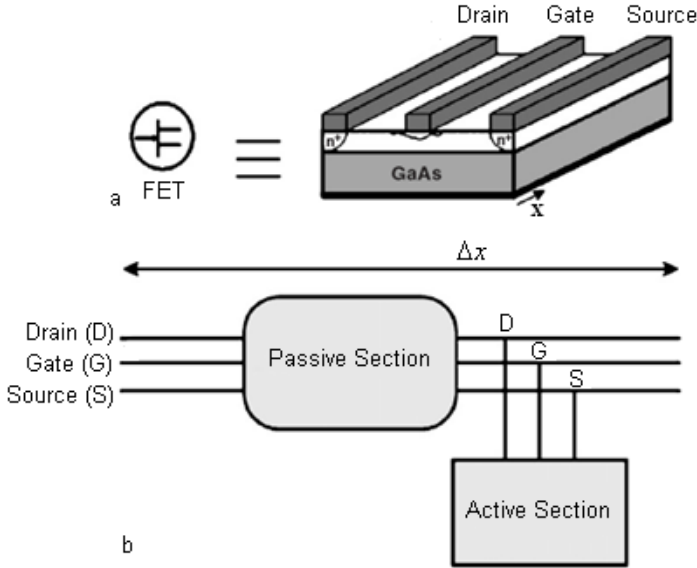 Drain Gate Source
n+ n+
GaAs
FET
a
x
Δx
Drain (D)
Gate (G)
Source (S)
Passive Section
D
G
S
Active Section
b